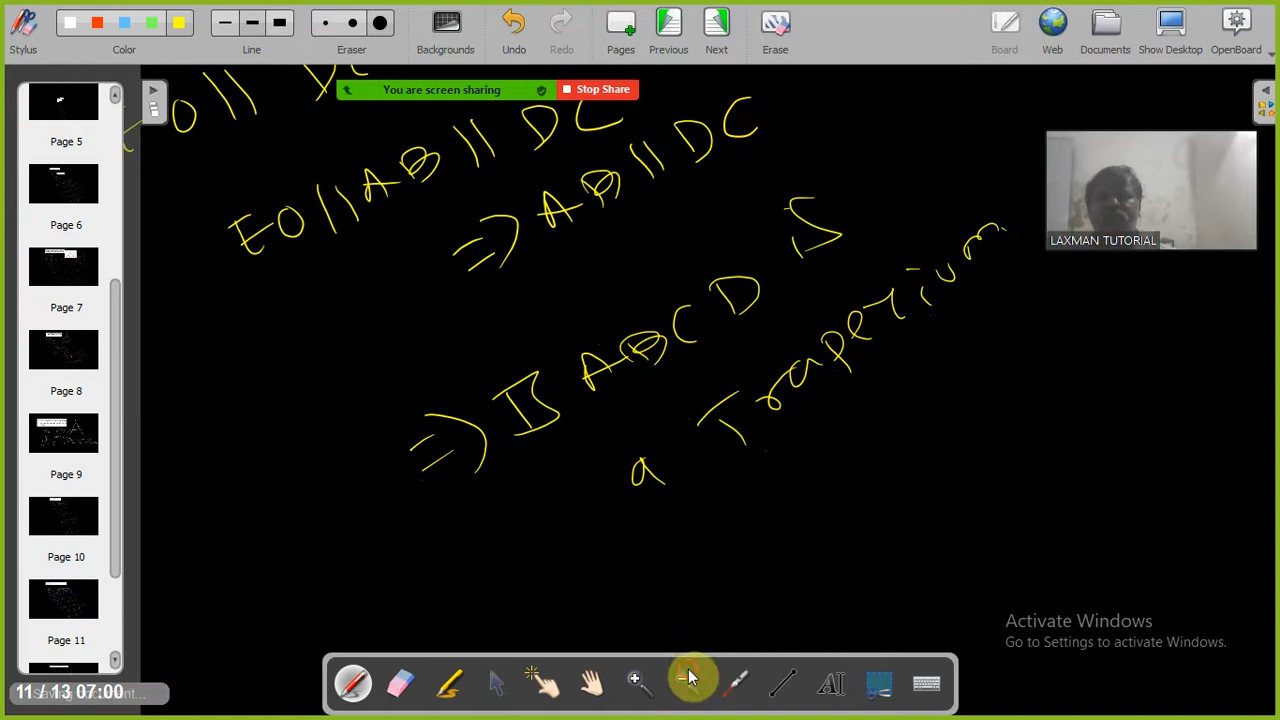 Stylus
Color
Line
Eraser
Backgrounds
Undo
Redo
Pages
Previous
Next
Erase
Board
Web
Documents
Show Desktop
OpenBoard
You are screen sharing
Stop Share
Page 5
Page 6
Page 7
Page 8
Page 9
Page 10
Page 11
LAXMAN TUTORIAL
O || DC
EO || AB || DC
⇒ AB || DC
⇒ ABCD is
a Trapezium
Activate Windows
Go to Settings to activate Windows.
11 / 13 07:00